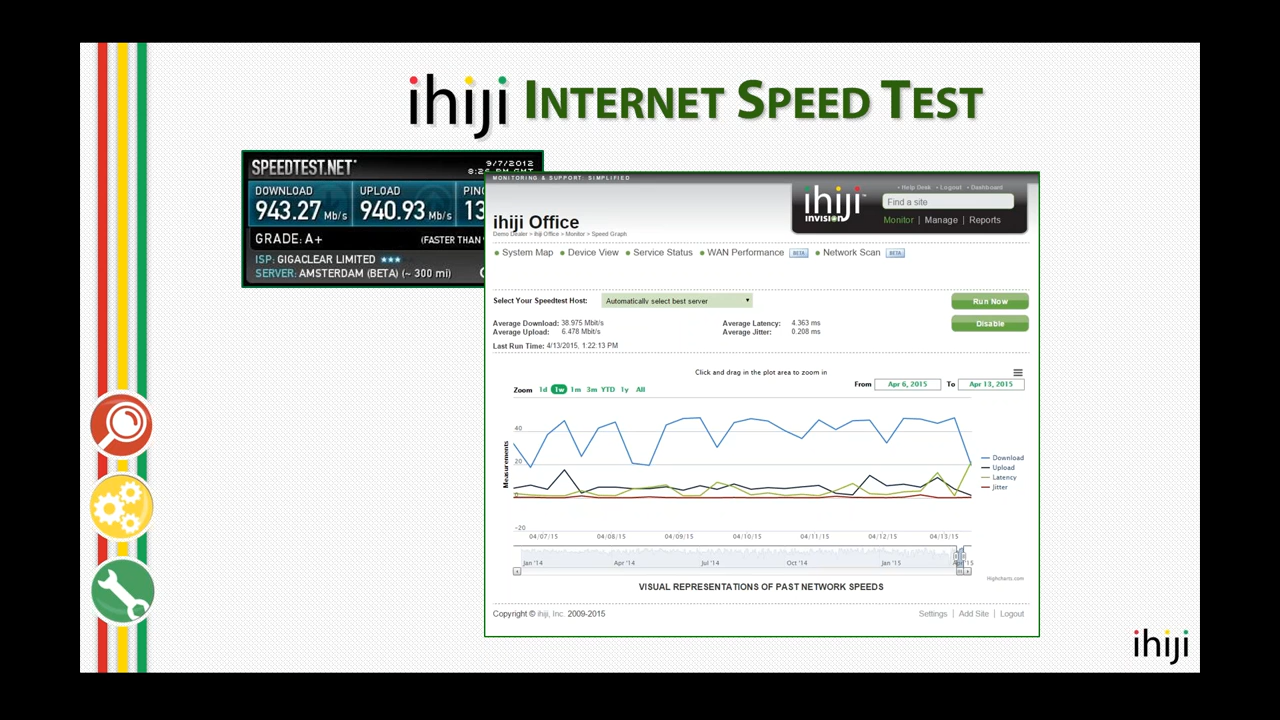 ihiji INTERNET SPEED TEST
SPEEDTEST.NET
9/7/2012
DOWNLOAD UPLOAD
943.27 Mb/s 940.93 Mb/s 13
GRADE: A+ (FASTER THAN
ISP: GIGACLEAR LIMITED
SERVER: AMSTERDAM (BETA) (~ 300 mi)
MONITORING & SUPPORT: SIMPLIFIED
ihiji INVISION
• Help Desk • Logout • Dashboard
Find a site
Monitor | Manage | Reports
ihiji Office
Demo Dealer » ihiji Office » Monitor » Speed Graph
System Map Device View Service Status WAN Performance BETA Network Scan BETA
Select Your Speedtest Host: Automatically select best server Run Now
Average Download: 38.975 Mbit/s Average Latency: 4.363 ms Disable
Average Upload: 6.478 Mbit/s Average Jitter: 0.208 ms
Last Run Time: 4/13/2015, 1:22:13 PM
Click and drag in the plot area to zoom in
Zoom 1d 1w 1m 3m YTD 1y All From Apr 6, 2015 To Apr 13, 2015
Measurements
40
20
0
-20
Download
Upload
Latency
Jitter
04/07/15 04/08/15 04/09/15 04/10/15 04/11/15 04/12/15 04/13/15
Jan '14 Apr '14 Jul '14 Oct '14 Jan '15
Highcharts.com
VISUAL REPRESENTATIONS OF PAST NETWORK SPEEDS
Copyright © ihiji, Inc. 2009-2015 Settings | Add Site | Logout
ihiji